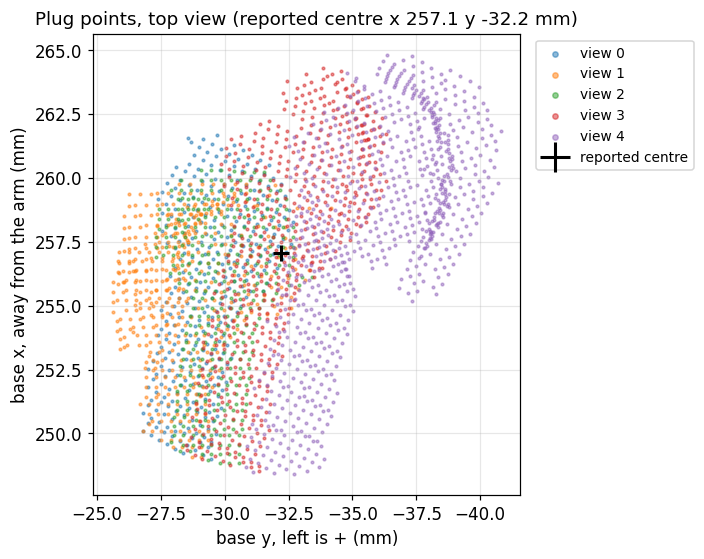 Plug points, top view (reported centre x 257.1 y -32.2 mm)
265.0
262.5
260.0
257.5
255.0
252.5
250.0
base x, away from the arm (mm)
−25.0 −27.5 −30.0 −32.5 −35.0 −37.5 −40.0
base y, left is + (mm)
view 0
view 1
view 2
view 3
view 4
reported centre